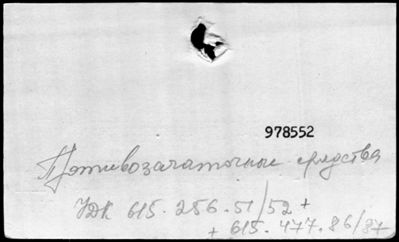 978552
Противозачаточные средства
УДК 615.256.51/52 +
+ 615.477.86/87